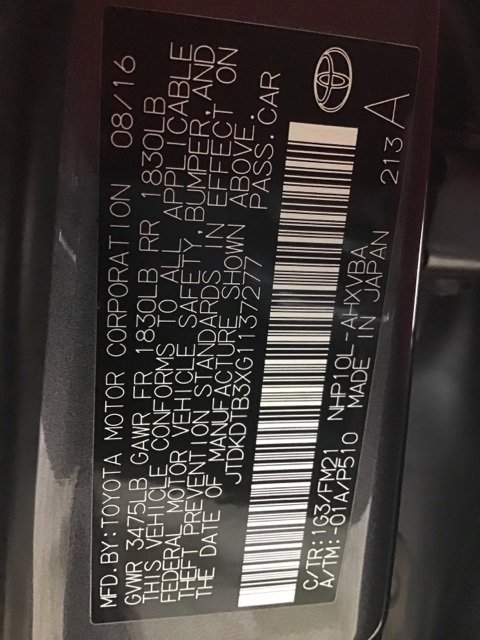 MFD.BY:TOYOTA MOTOR CORPORATION 08/16
GVWR 3475LB GAWR FR 1830LB RR 1830LB
THIS VEHICLE CONFORMS TO ALL APPLICABLE
FEDERAL MOTOR VEHICLE SAFETY, BUMPER, AND
THEFT PREVENTION STANDARDS IN EFFECT ON
THE DATE OF MANUFACTURE SHOWN ABOVE.
JTDKDTB3XG1137277 PASS.CAR
C/TR:1G3/FM21 NHP10L-AHXVBA 213A
A/TM:-01A/P510 MADE IN JAPAN